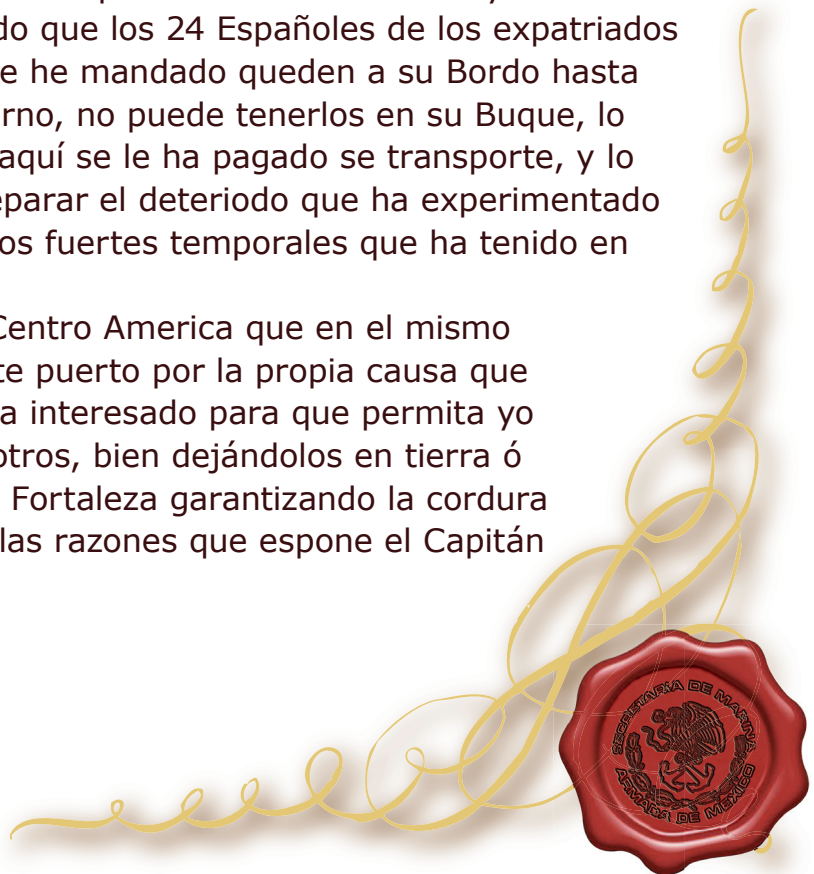 do que los 24 Españoles de los expatriados
e he mandado queden a su Bordo hasta
rno, no puede tenerlos en su Buque, lo
aquí se le ha pagado se transporte, y lo
eparar el deteriodo que ha experimentado
os fuertes temporales que ha tenido en
Centro America que en el mismo
te puerto por la propia causa que
a interesado para que permita yo
otros, bien dejándolos en tierra ó
Fortaleza garantizando la cordura
las razones que espone el Capitán
SECRETARIA DE MARINA
ARMADA DE MEXICO